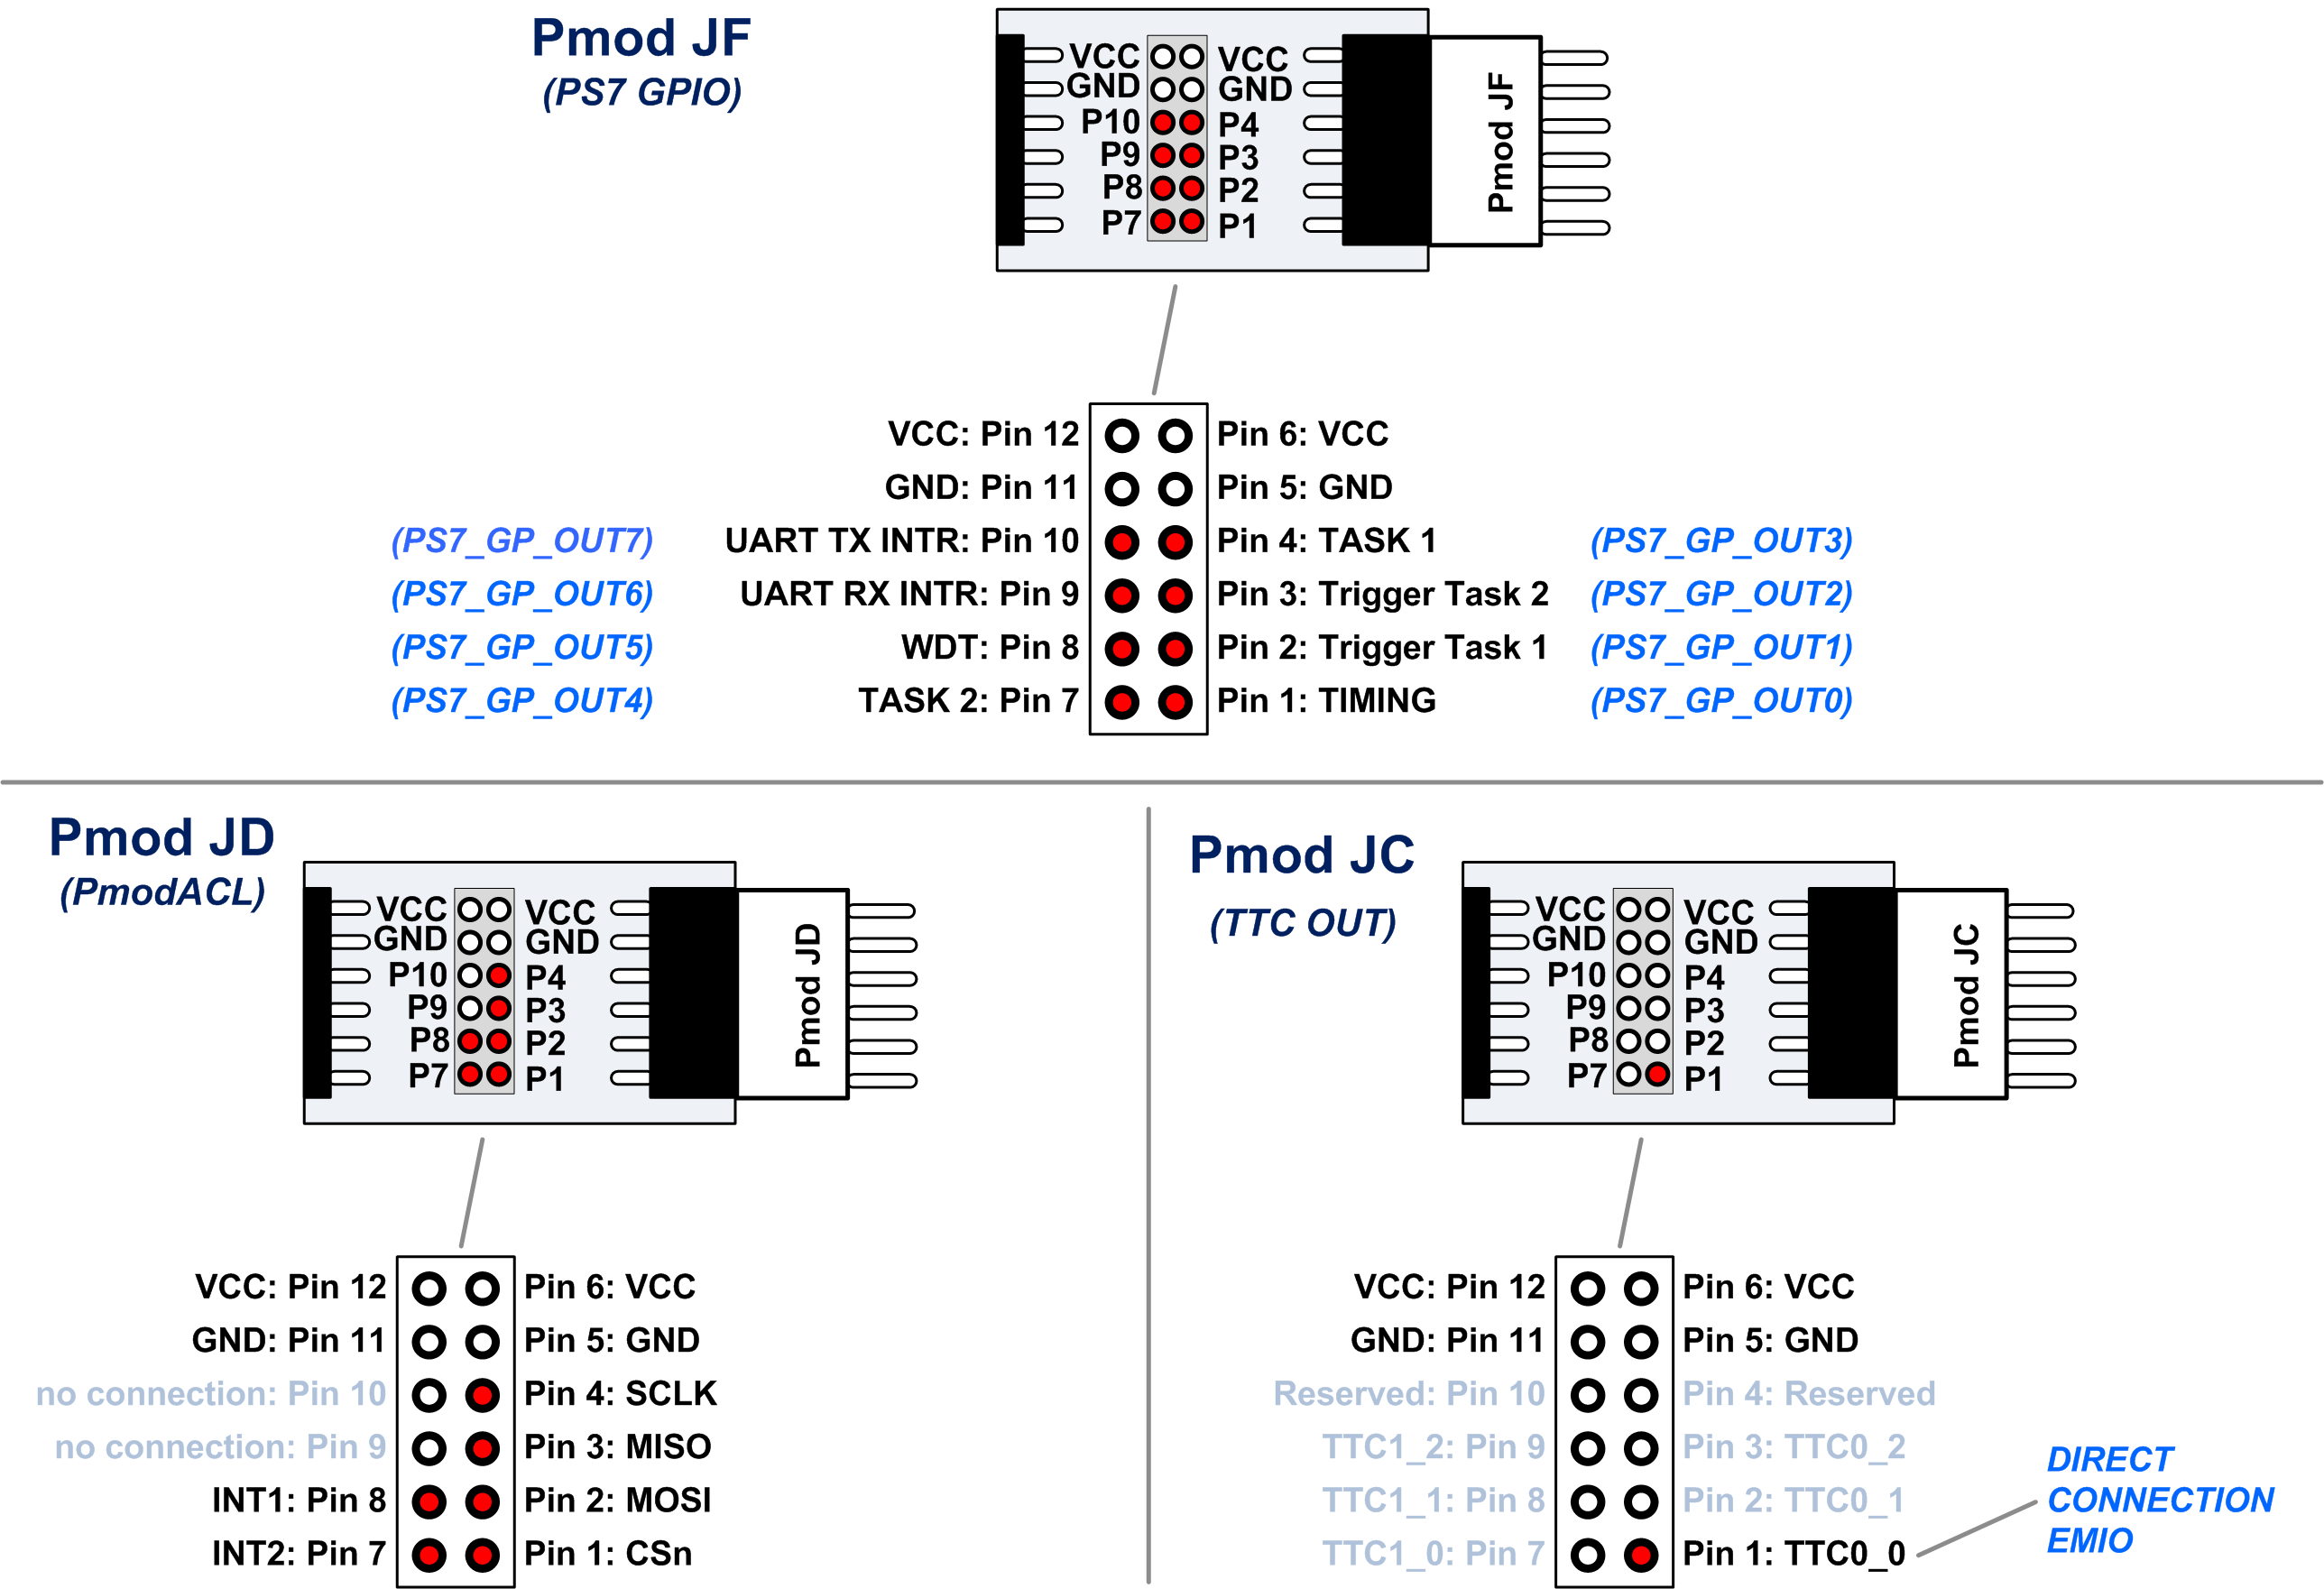 Pmod JF
(PS7 GPIO)
VCC VCC
GND GND
P10 P4
P9 P3
P8 P2
P7 P1
Pmod JF
VCC: Pin 12 Pin 6: VCC
GND: Pin 11 Pin 5: GND
(PS7_GP_OUT7) UART TX INTR: Pin 10 Pin 4: TASK 1 (PS7_GP_OUT3)
(PS7_GP_OUT6) UART RX INTR: Pin 9 Pin 3: Trigger Task 2 (PS7_GP_OUT2)
(PS7_GP_OUT5) WDT: Pin 8 Pin 2: Trigger Task 1 (PS7_GP_OUT1)
(PS7_GP_OUT4) TASK 2: Pin 7 Pin 1: TIMING (PS7_GP_OUT0)
Pmod JD
(PmodACL)
VCC VCC
GND GND
P10 P4
P9 P3
P8 P2
P7 P1
Pmod JD
VCC: Pin 12 Pin 6: VCC
GND: Pin 11 Pin 5: GND
no connection: Pin 10 Pin 4: SCLK
no connection: Pin 9 Pin 3: MISO
INT1: Pin 8 Pin 2: MOSI
INT2: Pin 7 Pin 1: CSn
Pmod JC
(TTC OUT)
VCC VCC
GND GND
P10 P4
P9 P3
P8 P2
P7 P1
Pmod JC
VCC: Pin 12 Pin 6: VCC
GND: Pin 11 Pin 5: GND
Reserved: Pin 10 Pin 4: Reserved
TTC1_2: Pin 9 Pin 3: TTC0_2
TTC1_1: Pin 8 Pin 2: TTC0_1
TTC1_0: Pin 7 Pin 1: TTC0_0
DIRECT
CONNECTION
EMIO